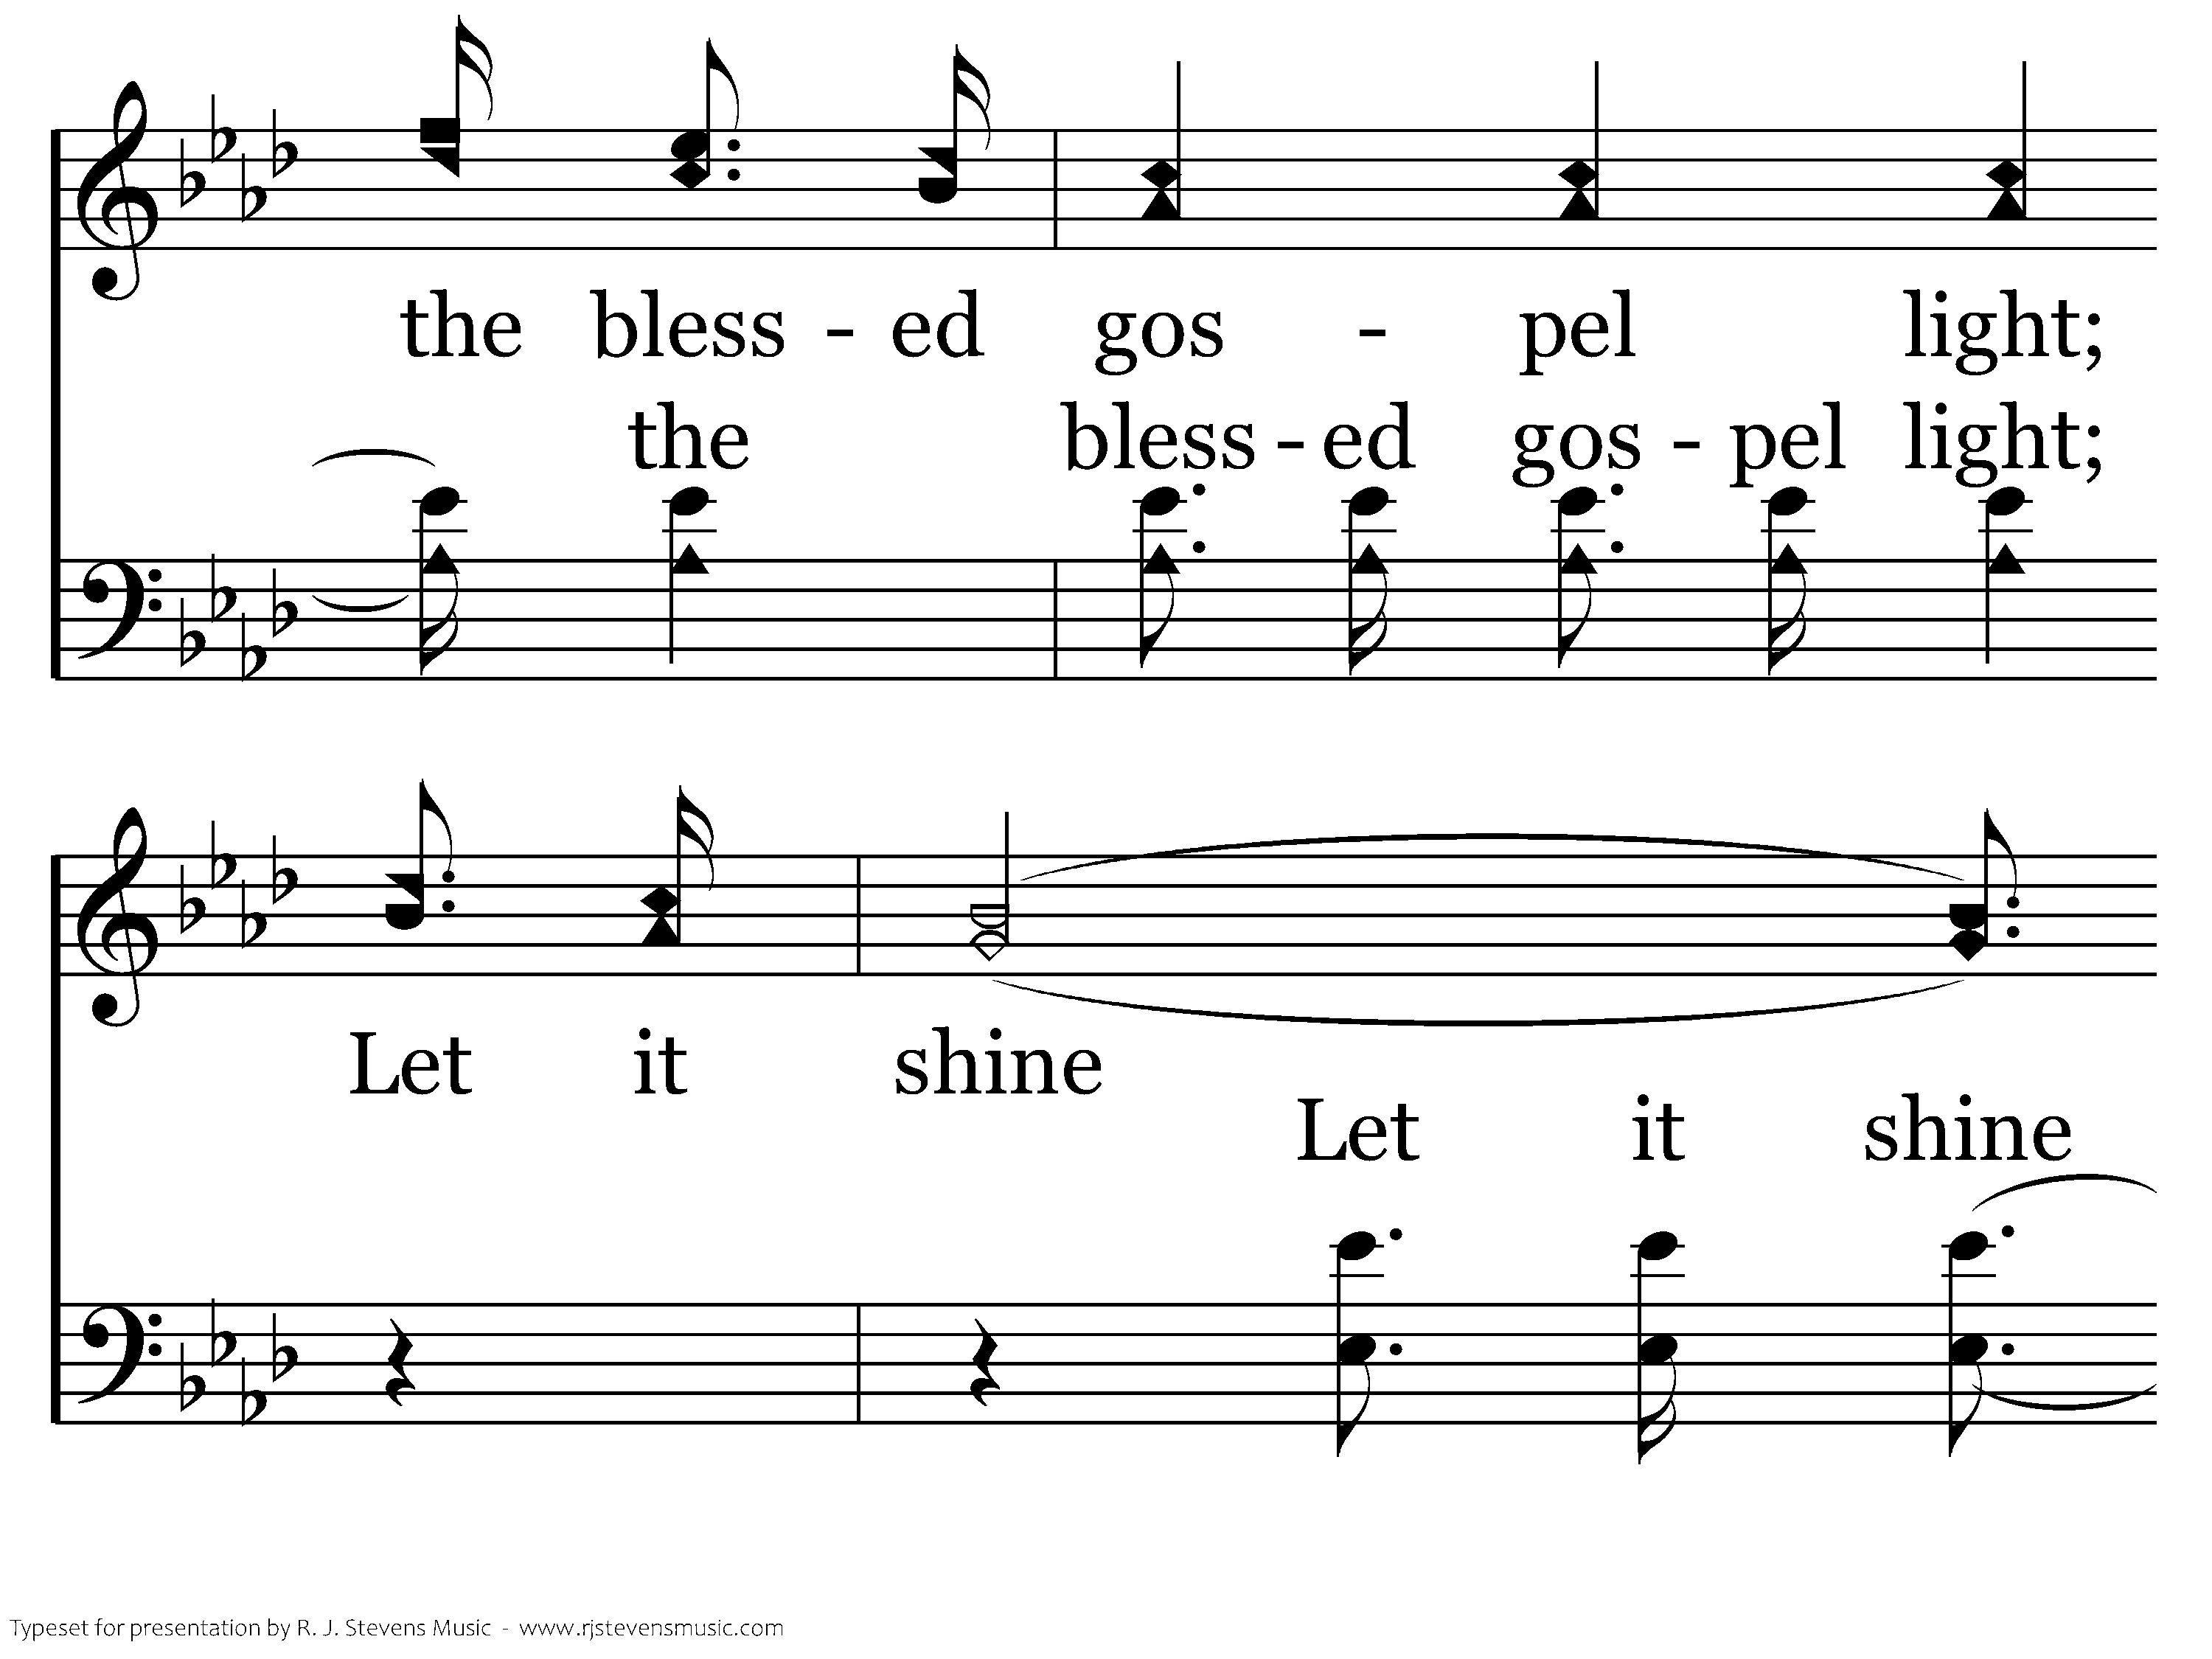 the bless - ed gos - pel light;
the bless - ed gos - pel light;
Let it shine
Let it shine
Typeset for presentation by R. J. Stevens Music - www.rjstevensmusic.com